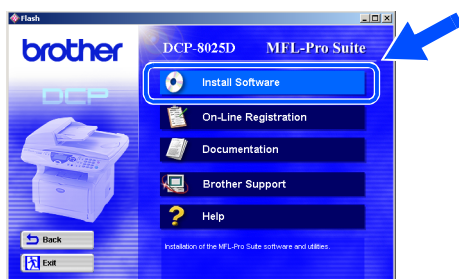 Flash
brother
DCP-8025D MFL-Pro Suite
DCP
Install Software
On-Line Registration
Documentation
Brother Support
Help
Back
Exit
Installation of the MFL-Pro Suite software and utilities.